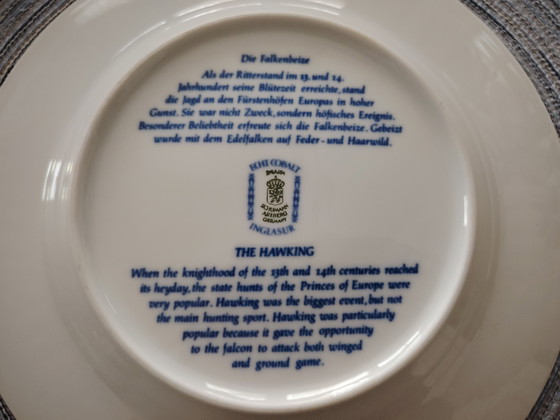 Die Falkenbeize
Als der Ritterstand im 13. und 14.
Jahrhundert seine Blütezeit erreichte, stand
die Jagd an den Fürstenhöfen Europas in hoher
Gunst. Sie war nicht Zweck, sondern höfisches Ereignis.
Besonderer Beliebtheit erfreute sich die Falkenbeize. Gebeizt
wurde mit dem Edelfalken auf Feder- und Haarwild.
ECHT COBALT
BAVARIA
SCHUMANN
ARZBERG
GERMANY
INGLASUR
THE HAWKING
When the knighthood of the 13th and 14th centuries reached
its heyday, the state hunts of the Princes of Europe were
very popular. Hawking was the biggest event, but not
the main hunting sport. Hawking was particularly
popular because it gave the opportunity
to the falcon to attack both winged
and ground game.